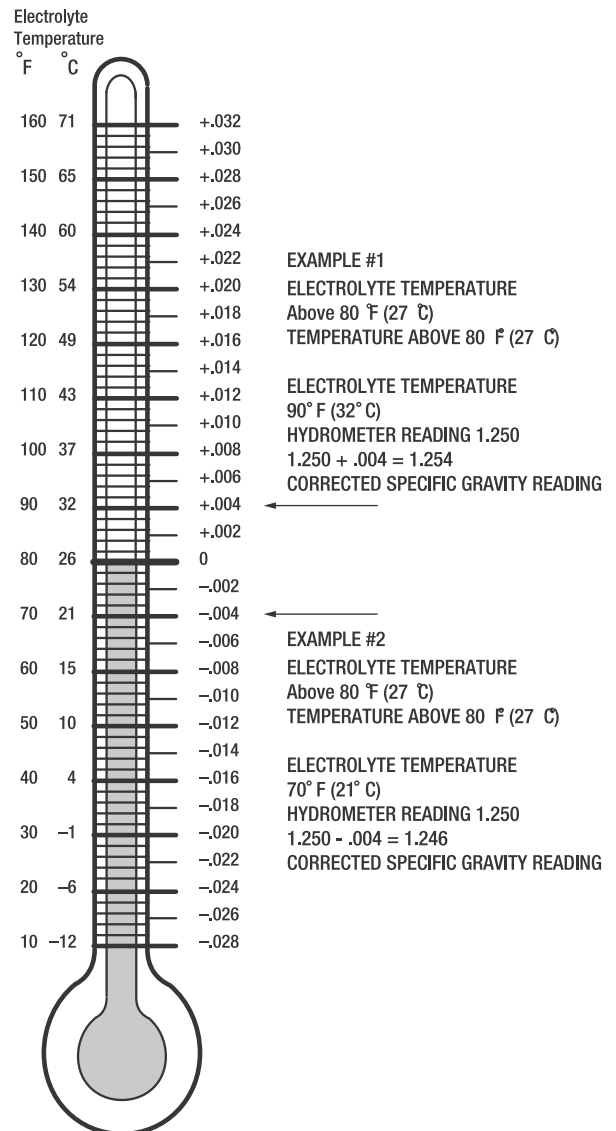 Electrolyte
Temperature
°F °C
160 71 +.032
+.030
150 65 +.028
+.026
140 60 +.024
+.022
130 54 +.020
+.018
120 49 +.016
+.014
110 43 +.012
+.010
100 37 +.008
+.006
90 32 +.004
+.002
80 26 0
–.002
70 21 –.004
–.006
60 15 –.008
–.010
50 10 –.012
–.014
40 4 –.016
–.018
30 –1 –.020
–.022
20 –6 –.024
–.026
10 –12 –.028
EXAMPLE #1
ELECTROLYTE TEMPERATURE
Above 80 °F (27 °C)
TEMPERATURE ABOVE 80 °F (27 °C)
ELECTROLYTE TEMPERATURE
90° F (32° C)
HYDROMETER READING 1.250
1.250 + .004 = 1.254
CORRECTED SPECIFIC GRAVITY READING
EXAMPLE #2
ELECTROLYTE TEMPERATURE
Above 80 °F (27 °C)
TEMPERATURE ABOVE 80 °F (27 °C)
ELECTROLYTE TEMPERATURE
70° F (21° C)
HYDROMETER READING 1.250
1.250 - .004 = 1.246
CORRECTED SPECIFIC GRAVITY READING